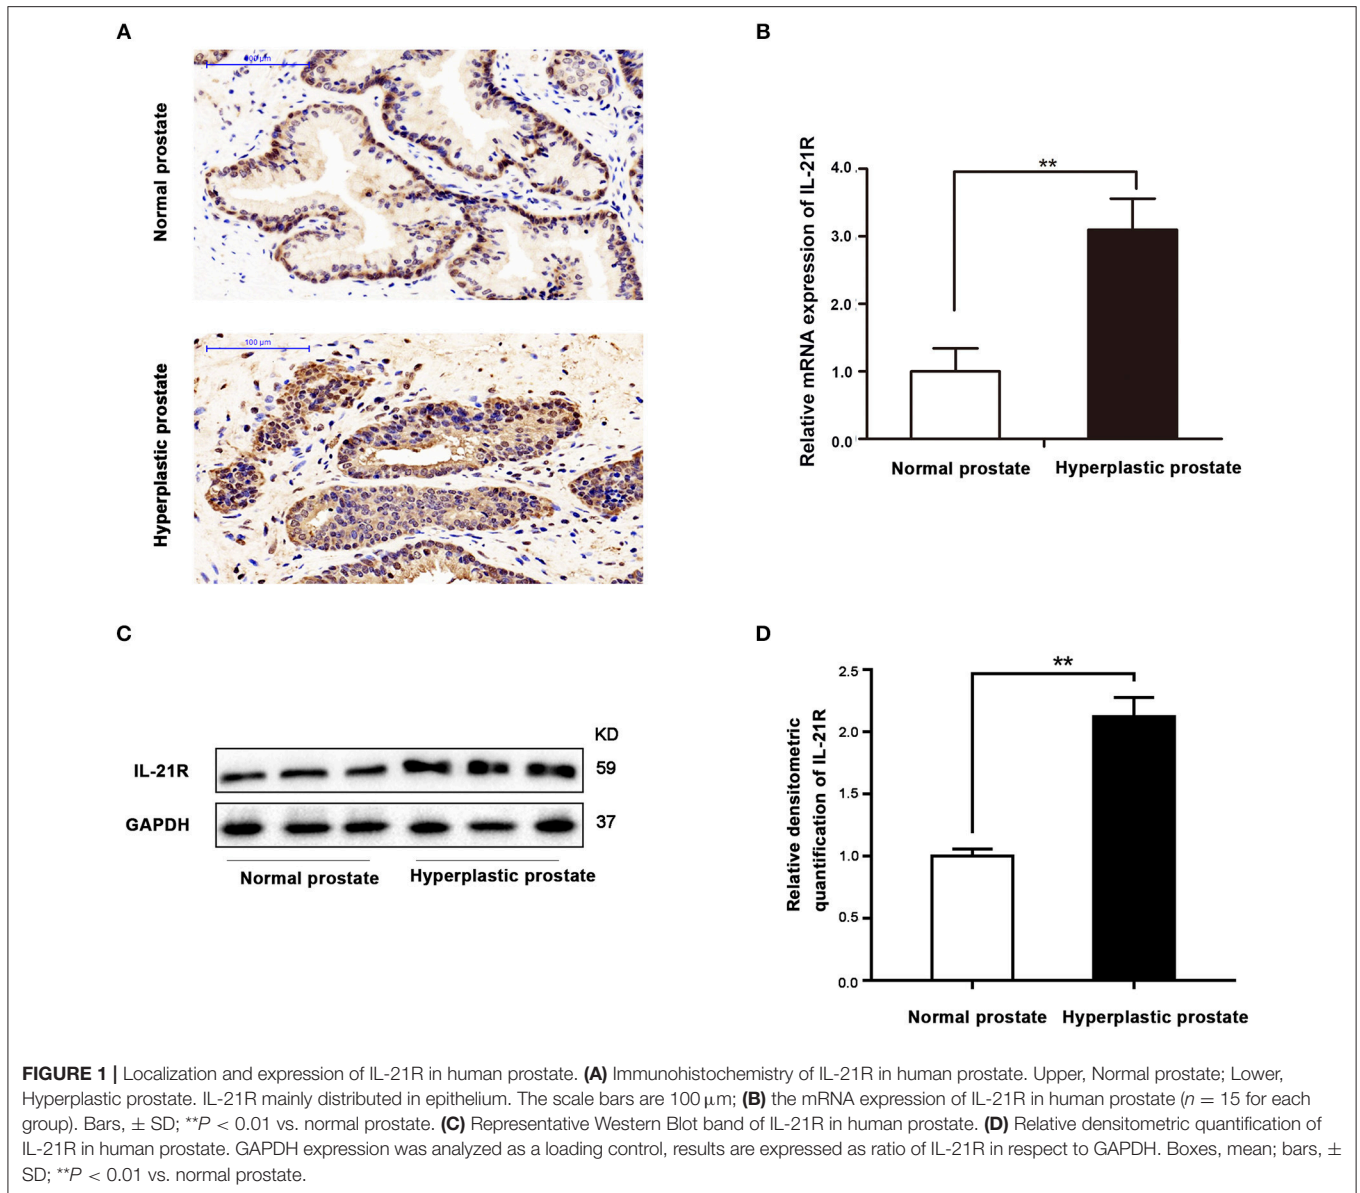 A
Normal prostate
100 µm
Hyperplastic prostate
100 µm
B
Relative mRNA expression of IL-21R
4.0
3.0
2.0
1.0
0.0
**
Normal prostate
Hyperplastic prostate
C
KD
IL-21R
59
GAPDH
37
Normal prostate
Hyperplastic prostate
D
Relative densitometric
quantification of IL-21R
2.5
2.0
1.5
1.0
0.5
0.0
**
Normal prostate
Hyperplastic prostate
FIGURE 1 | Localization and expression of IL-21R in human prostate. (A) Immunohistochemistry of IL-21R in human prostate. Upper, Normal prostate; Lower,
Hyperplastic prostate. IL-21R mainly distributed in epithelium. The scale bars are 100 µm; (B) the mRNA expression of IL-21R in human prostate (n = 15 for each
group). Bars, ± SD; **P < 0.01 vs. normal prostate. (C) Representative Western Blot band of IL-21R in human prostate. (D) Relative densitometric quantification of
IL-21R in human prostate. GAPDH expression was analyzed as a loading control, results are expressed as ratio of IL-21R in respect to GAPDH. Boxes, mean; bars, ±
SD; **P < 0.01 vs. normal prostate.